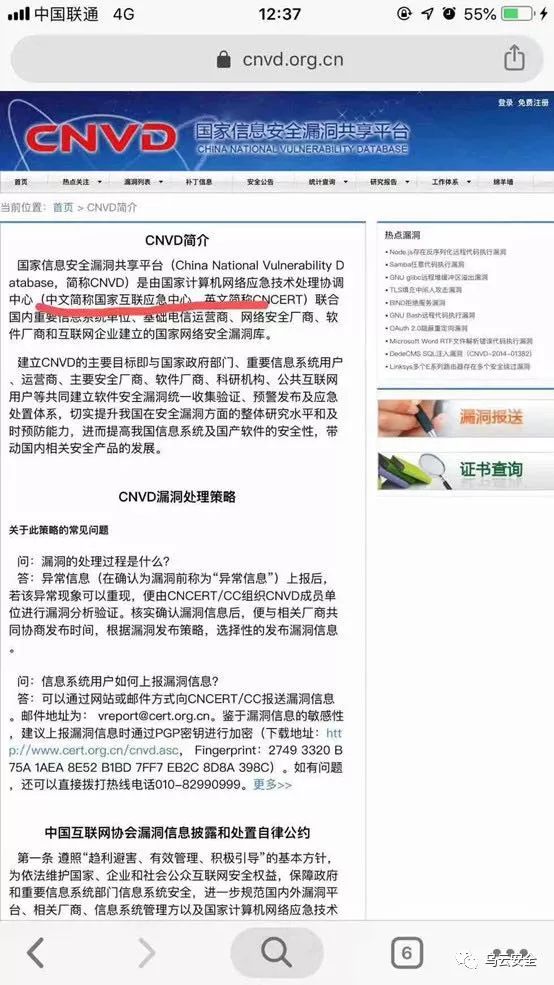 中国联通 4G 12:37 55%
cnvd.org.cn
登录 免费注册
CNVD 国家信息安全漏洞共享平台
CHINA NATIONAL VULNERABILITY DATABASE
首页 热点关注 漏洞列表 补丁信息 安全公告 统计查询 研究报告 工作体系 绵羊墙
当前位置: 首页 > CNVD简介
CNVD简介
国家信息安全漏洞共享平台（China National Vulnerability D
atabase，简称CNVD）是由国家计算机网络应急技术处理协调
中心（中文简称国家互联应急中心，英文简称CNCERT）联合
国内重要信息系统单位、基础电信运营商、网络安全厂商、软
件厂商和互联网企业建立的国家网络安全漏洞库。
建立CNVD的主要目标即与国家政府部门、重要信息系统用户
、运营商、主要安全厂商、软件厂商、科研机构、公共互联网
用户等共同建立软件安全漏洞统一收集验证、预警发布及应急
处置体系，切实提升我国在安全漏洞方面的整体研究水平和及
时预防能力，进而提高我国信息系统及国产软件的安全性，带
动国内相关安全产品的发展。
CNVD漏洞处理策略
关于此策略的常见问题
问：漏洞的处理过程是什么?
答：异常信息（在确认为漏洞前称为“异常信息”）上报后，
若该异常现象可以重现，便由CNCERT/CC组织CNVD成员单
位进行漏洞分析验证。核实确认漏洞信息后，便与相关厂商共
同协商发布时间，根据漏洞发布策略，选择性的发布漏洞信息
。
问：信息系统用户如何上报漏洞信息?
答：可以通过网站或邮件方式向CNCERT/CC报送漏洞信息
。邮件地址为： vreport@cert.org.cn。鉴于漏洞信息的敏感性
，建议上报漏洞信息时通过PGP密钥进行加密（下载地址：htt
p://www.cert.org.cn/cnvd.asc， Fingerprint：2749 3320 B
75A 1AEA 8E52 B1BD 7FF7 EB2C 8D8A 398C）。如有问题
，还可以直接拨打热线电话010-82990999。更多>>
中国互联网协会漏洞信息披露和处置自律公约
第一条 遵照“趋利避害、有效管理、积极引导”的基本方针，
为依法维护国家、企业和社会公众互联网安全权益，保障政府
和重要信息系统部门信息系统安全，进一步规范国内外漏洞平
台、相关厂商、信息系统管理方以及国家计算机网络应急技术
热点漏洞
Node.js存在反序列化远程代码执行漏洞
Samba任意代码执行漏洞
GNU glibc远程堆缓冲区溢出漏洞
TLS填充中间人攻击漏洞
BIND拒绝服务漏洞
GNU Bash远程代码执行漏洞
OAuth 2.0隐蔽重定向漏洞
Microsoft Word RTF文件解析错误代码执行漏洞
DedeCMS SQL注入漏洞（CNVD-2014-01382）
Linksys多个E系列路由器存在多个安全绕过漏洞
漏洞报送
证书查询
6
乌云安全